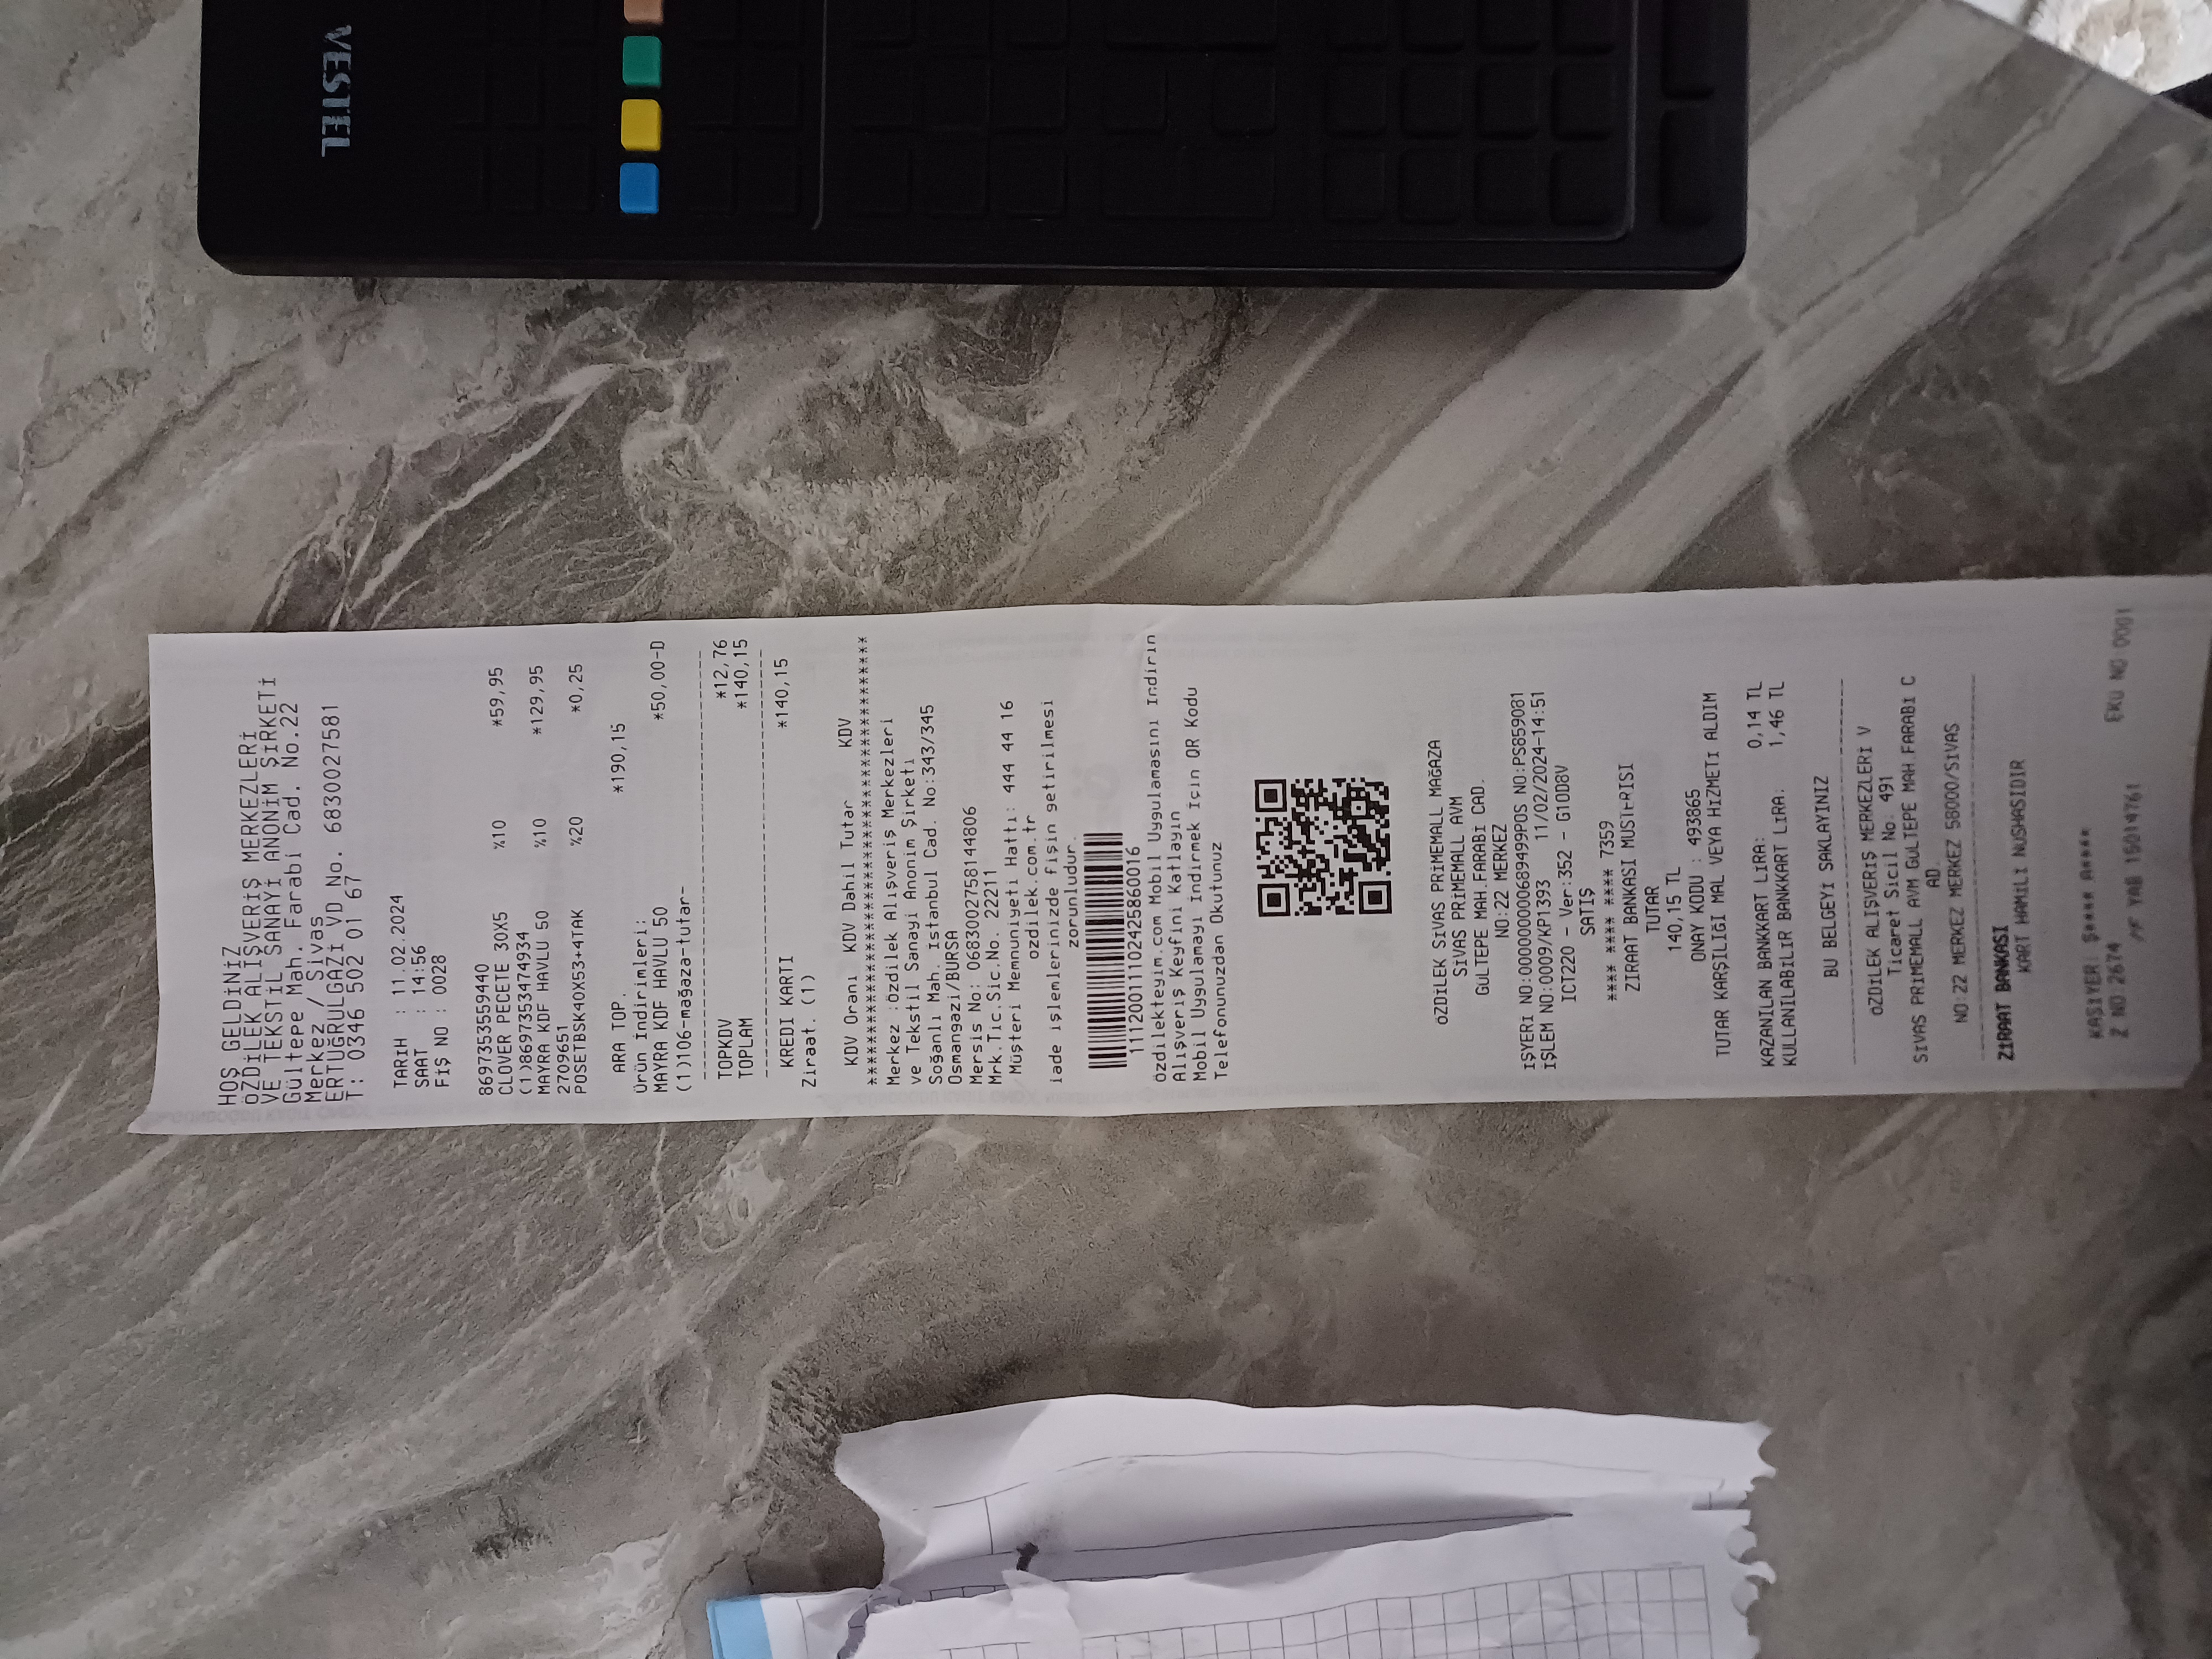 HOŞ GELDİNİZ
ÖZDİLEK ALIŞVERİŞ MERKEZLERİ
VE TEKSTİL SANAYİ ANONİM ŞİRKETİ
Gültepe Mah. Farabi Cad. No.22
Merkez / Sivas
ERTUĞRULGAZİ VD No. 6830027581
T: 0346 502 01 67
TARİH : 11.02.2024
SAAT : 14:56
FİŞ NO : 0028
8697353559440
CLOVER PEÇETE 30X5 %10 *59,95
(1)8697353474934
MAYRA KDF HAVLU 50 %10 *129,95
2709651
POSETBSK40X53+4TAK %20 *0,25
ARA TOP. *190,15
Ürün İndirimleri:
MAYRA KDF HAVLU 50 *50,00-D
(1)106-mağaza-tutar-
TOPKDV *12,76
TOPLAM *140,15
KREDİ KARTI *140,15
Ziraat. (1)
KDV Oranı KDV Dahil Tutar KDV
****************************************
Merkez :özdilek Alışveriş Merkezleri
ve Tekstil Sanayi Anonim Şirketi
Soğanlı Mah. İstanbul Cad. No:343/345
Osmangazi/BURSA
Mersis No: 0683002758144806
Mrk.Tic.Sic.No. 22211
Müşteri Memnuniyeti Hattı: 444 44 16
ozdilek.com.tr
iade işlemlerinizde fişin getirilmesi
zorunludur.
11120011102425860016
özdilekteyim.com Mobil Uygulamasını İndirin
Alışveriş Keyfini Katlayın
Mobil Uygulamayı İndirmek İçin QR Kodu
Telefonunuzdan Okutunuz
öZDİLEK SİVAS PRİMEMALL MAĞAZA
SİVAS PRİMEMALL AVM
GÜLTEPE MAH.FARABİ CAD.
NO:22 MERKEZ
İŞYERİ NO:00000000689499POS NO:PS859081
İŞLEM NO:0009/KP1393 11/02/2024-14:51
ICT220 - Ver:352 - G10D8V
SATIŞ
**** **** **** 7359
ZİRAAT BANKASI MÜŞTERİSİ
TUTAR
140,15 TL
ONAY KODU : 493865
TUTAR KARŞILIĞI MAL VEYA HİZMETİ ALDIM
KAZANILAN BANKKART LİRA: 0,14 TL
KULLANILABİLİR BANKKART LİRA: 1,46 TL
BU BELGEYİ SAKLAYINIZ
öZDİLEK ALIŞVERİŞ MERKEZLERİ V
Ticaret Sicil No: 491
SİVAS PRİMEMALL AVM GÜLTEPE MAH.FARABİ C
AD.
NO:22 MERKEZ MERKEZ 58000/SİVAS
ZİRAAT BANKASI
KART HAMİLİ NÜSHASIDIR
KASİYER: Ş**** A*****
Z NO:2674 EKÜ NO:0001
YAB 15014761
VESTEL